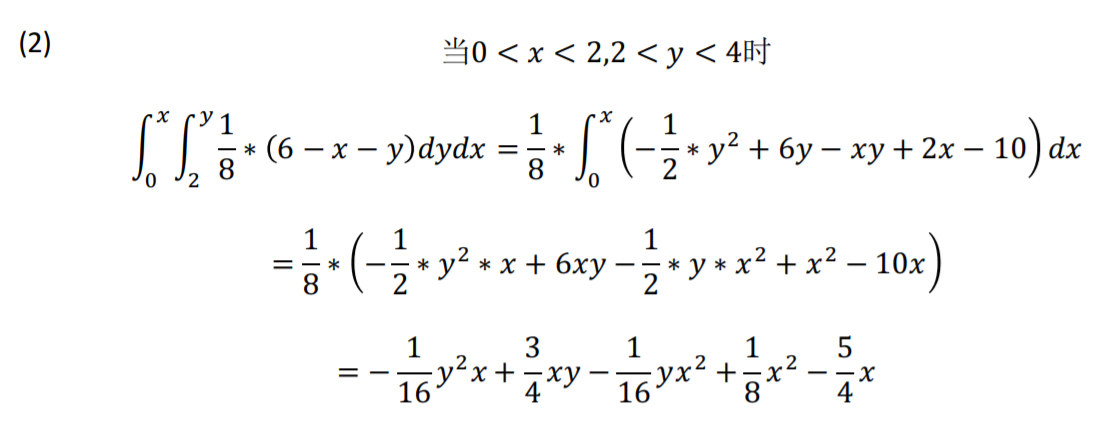 (2)
当0 < x < 2,2 < y < 4时
∫₀ˣ ∫₂ʸ 1/8 * (6 − x − y)dydx = 1/8 * ∫₀ˣ (−1/2 * y² + 6y − xy + 2x − 10) dx
= 1/8 * (−1/2 * y² * x + 6xy − 1/2 * y * x² + x² − 10x)
= −1/16 y²x + 3/4 xy − 1/16 yx² + 1/8 x² − 5/4 x